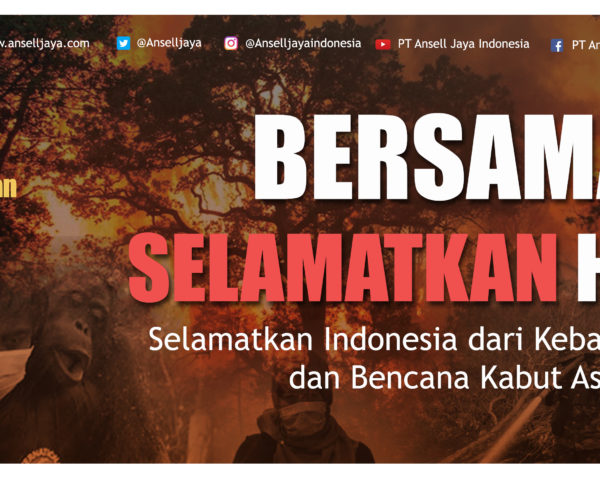 w.anselljaya.com @Anselljaya @Anselljayaindonesia PT Ansell Jaya Indonesia PT An
an
BERSAMA
SELAMATKAN H
Selamatkan Indonesia dari Keba
dan Bencana Kabut As